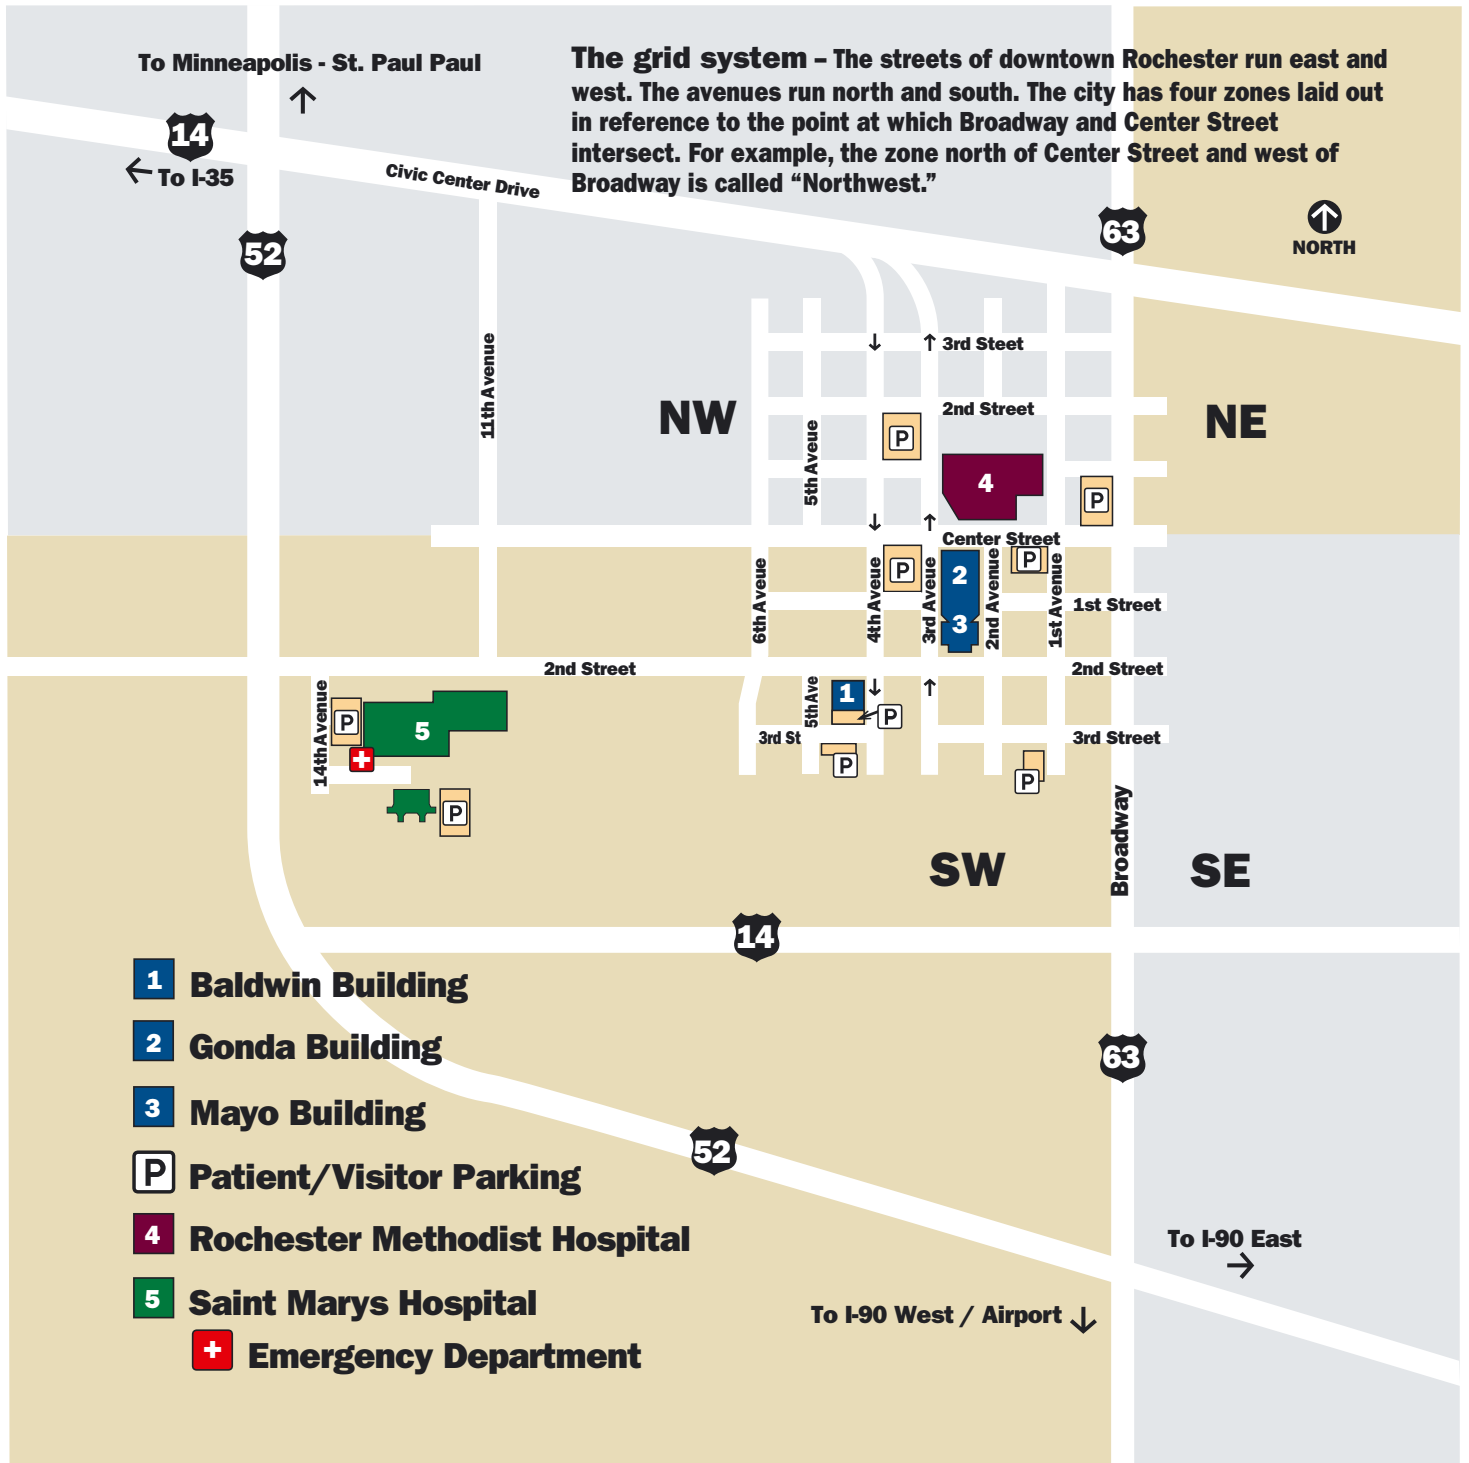 To Minneapolis - St. Paul Paul
The grid system – The streets of downtown Rochester run east and
west. The avenues run north and south. The city has four zones laid out
in reference to the point at which Broadway and Center Street
intersect. For example, the zone north of Center Street and west of
Broadway is called “Northwest.”
14
To I-35
Civic Center Drive
52
63
NORTH
11th Avenue
3rd Steet
2nd Street
NW
NE
5th Aveue
P
4
P
Center Street
6th Aveue
4th Aveue
P
3rd Aveue
2
3
2nd Avenue
P
1st Avenue
1st Street
2nd Street
2nd Street
14th Avenue
P
5
5th Ave
1
P
3rd St
3rd Street
P
P
P
Broadway
SW
SE
14
1 Baldwin Building
2 Gonda Building
3 Mayo Building
P Patient/Visitor Parking
4 Rochester Methodist Hospital
5 Saint Marys Hospital
Emergency Department
63
52
To I-90 East
To I-90 West / Airport